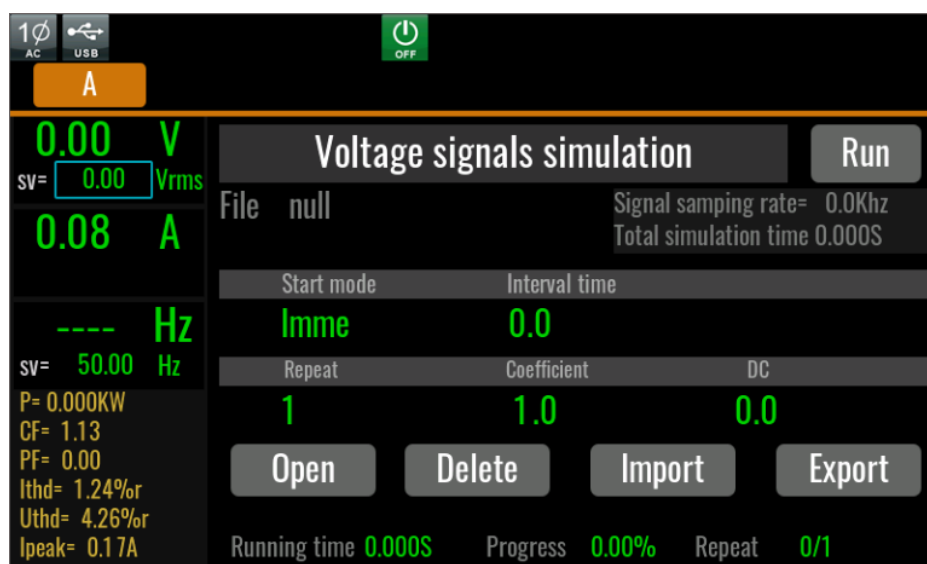 1Ø
AC
USB
OFF
A
0.00 V
sv= 0.00 Vrms
0.08 A
---- Hz
sv= 50.00 Hz
P= 0.000KW
CF= 1.13
PF= 0.00
Ithd= 1.24%r
Uthd= 4.26%r
Ipeak= 0.17A
Voltage signals simulation
Run
File null
Signal samping rate= 0.0Khz
Total simulation time 0.000S
Start mode Interval time
Imme 0.0
Repeat Coefficient DC
1 1.0 0.0
Open Delete Import Export
Running time 0.000S Progress 0.00% Repeat 0/1